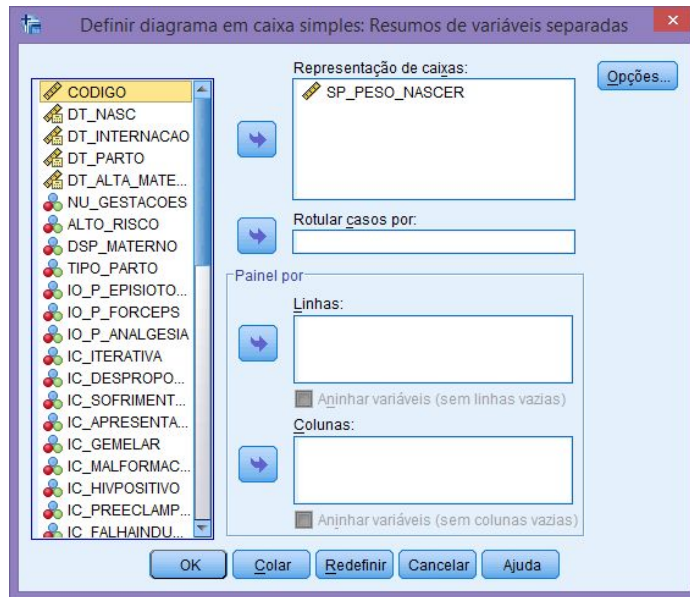 Definir diagrama em caixa simples: Resumos de variáveis separadas
CODIGO
DT_NASC
DT_INTERNACAO
DT_PARTO
DT_ALTA_MATE...
NU_GESTACOES
ALTO_RISCO
DSP_MATERNO
TIPO_PARTO
IO_P_EPISIOTO...
IO_P_FORCEPS
IO_P_ANALGESIA
IC_ITERATIVA
IC_DESPROPO...
IC_SOFRIMENT...
IC_APRESENTA...
IC_GEMELAR
IC_MALFORMAC...
IC_HIVPOSITIVO
IC_PREECLAMP...
IC_FALHAINDU...
Representação de caixas:
SP_PESO_NASCER
Rotular casos por:
Painel por
Linhas:
Aninhar variáveis (sem linhas vazias)
Colunas:
Aninhar variáveis (sem colunas vazias)
Opções...
OK
Colar
Redefinir
Cancelar
Ajuda